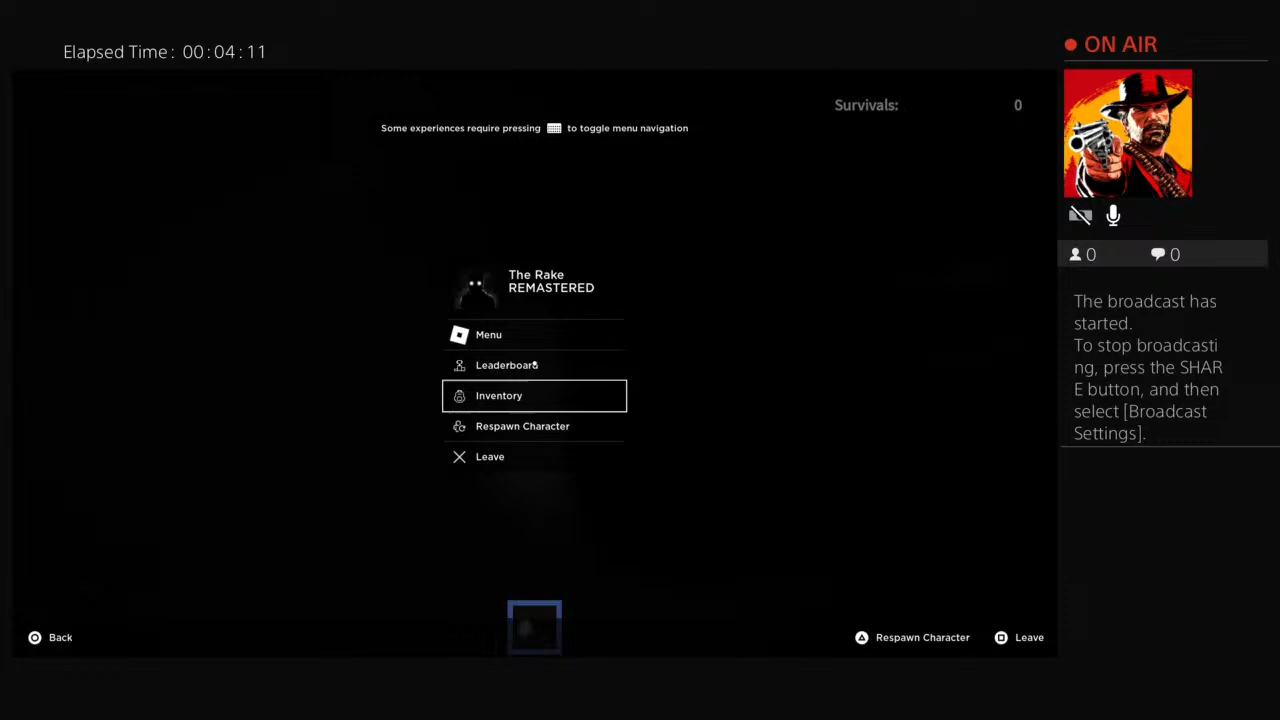 Elapsed Time: 00:04:11
ON AIR
Survivals: 0
Some experiences require pressing to toggle menu navigation
0 0
The Rake
REMASTERED
Menu
Leaderboard
Inventory
Respawn Character
Leave
The broadcast has
started.
To stop broadcasti
ng, press the SHAR
E button, and then
select [Broadcast
Settings].
Back
Respawn Character
Leave